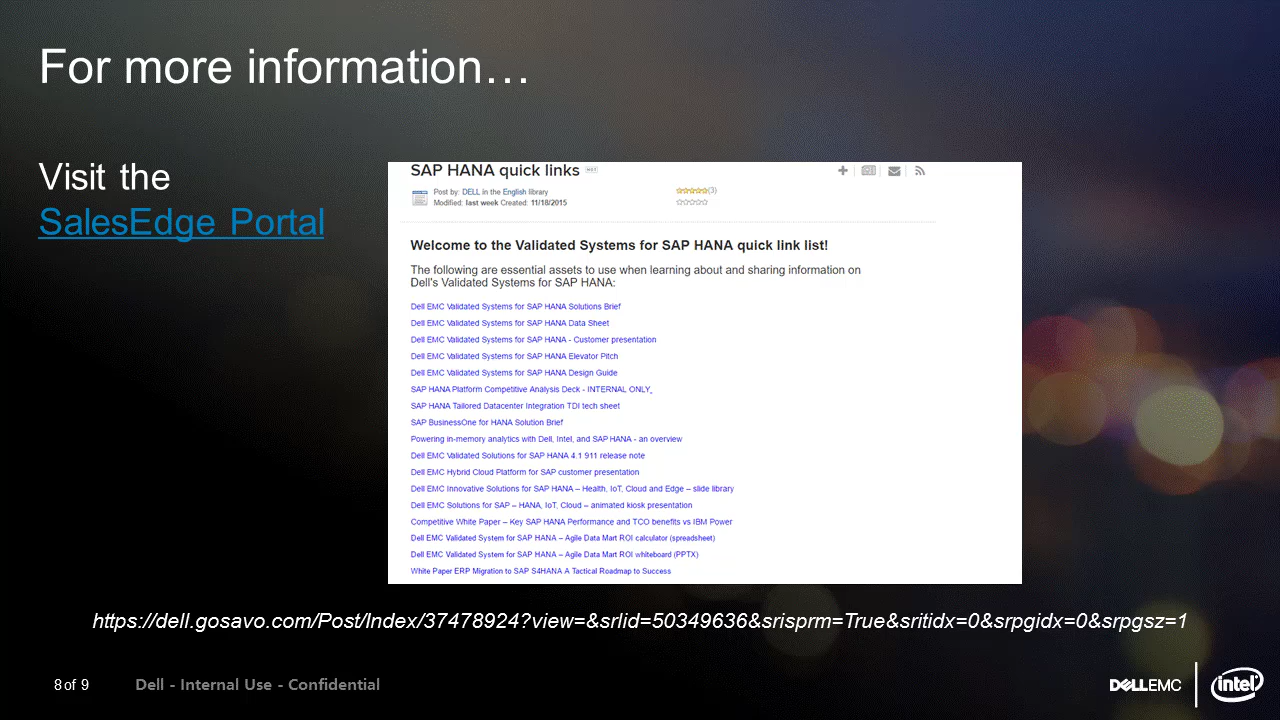 For more information…
Visit the
SalesEdge Portal
SAP HANA quick links
Post by: DELL in the English library
Modified: last week Created: 11/18/2015
(3)
Welcome to the Validated Systems for SAP HANA quick link list!
The following are essential assets to use when learning about and sharing information on
Dell's Validated Systems for SAP HANA:
Dell EMC Validated Systems for SAP HANA Solutions Brief
Dell EMC Validated Systems for SAP HANA Data Sheet
Dell EMC Validated Systems for SAP HANA - Customer presentation
Dell EMC Validated Systems for SAP HANA Elevator Pitch
Dell EMC Validated Systems for SAP HANA Design Guide
SAP HANA Platform Competitive Analysis Deck - INTERNAL ONLY
SAP HANA Tailored Datacenter Integration TDI tech sheet
SAP BusinessOne for HANA Solution Brief
Powering in-memory analytics with Dell, Intel, and SAP HANA - an overview
Dell EMC Validated Solutions for SAP HANA 4.1 911 release note
Dell EMC Hybrid Cloud Platform for SAP customer presentation
Dell EMC Innovative Solutions for SAP HANA – Health, IoT, Cloud and Edge – slide library
Dell EMC Solutions for SAP – HANA, IoT, Cloud – animated kiosk presentation
Competitive White Paper – Key SAP HANA Performance and TCO benefits vs IBM Power
Dell EMC Validated System for SAP HANA – Agile Data Mart ROI calculator (spreadsheet)
Dell EMC Validated System for SAP HANA – Agile Data Mart ROI whiteboard (PPTX)
White Paper ERP Migration to SAP S4HANA A Tactical Roadmap to Success
https://dell.gosavo.com/Post/Index/37478924?view=&srlid=50349636&srisprm=True&sritidx=0&srpgidx=0&srpgsz=1
8 of 9
Dell - Internal Use - Confidential
DELLEMC
intel